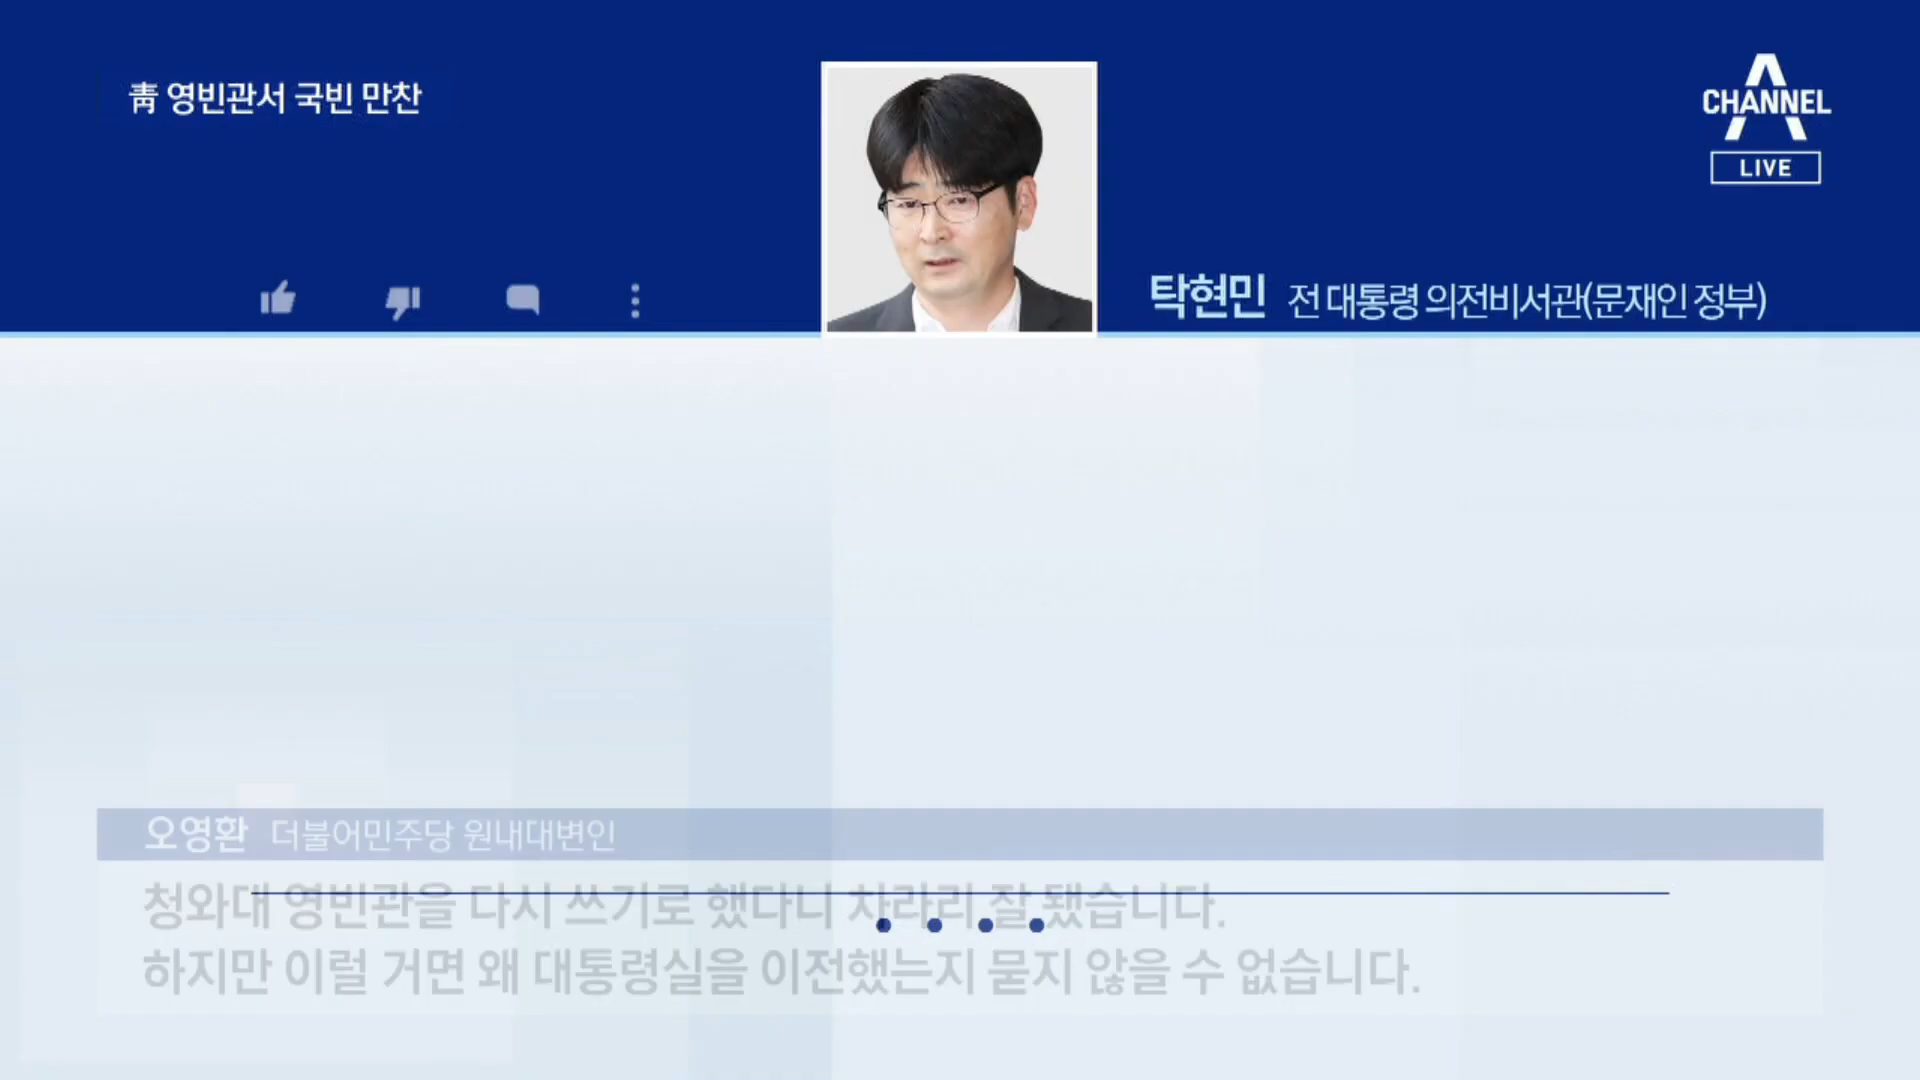 靑 영빈관서 국빈 만찬
CHANNEL A
LIVE
탁현민 전 대통령 의전비서관(문재인 정부)
오영환 더불어민주당 원내대변인
청와대 영빈관을 다시 쓰기로 했다니 차라리 잘 됐습니다.
하지만 이럴 거면 왜 대통령실을 이전했는지 묻지 않을 수 없습니다.